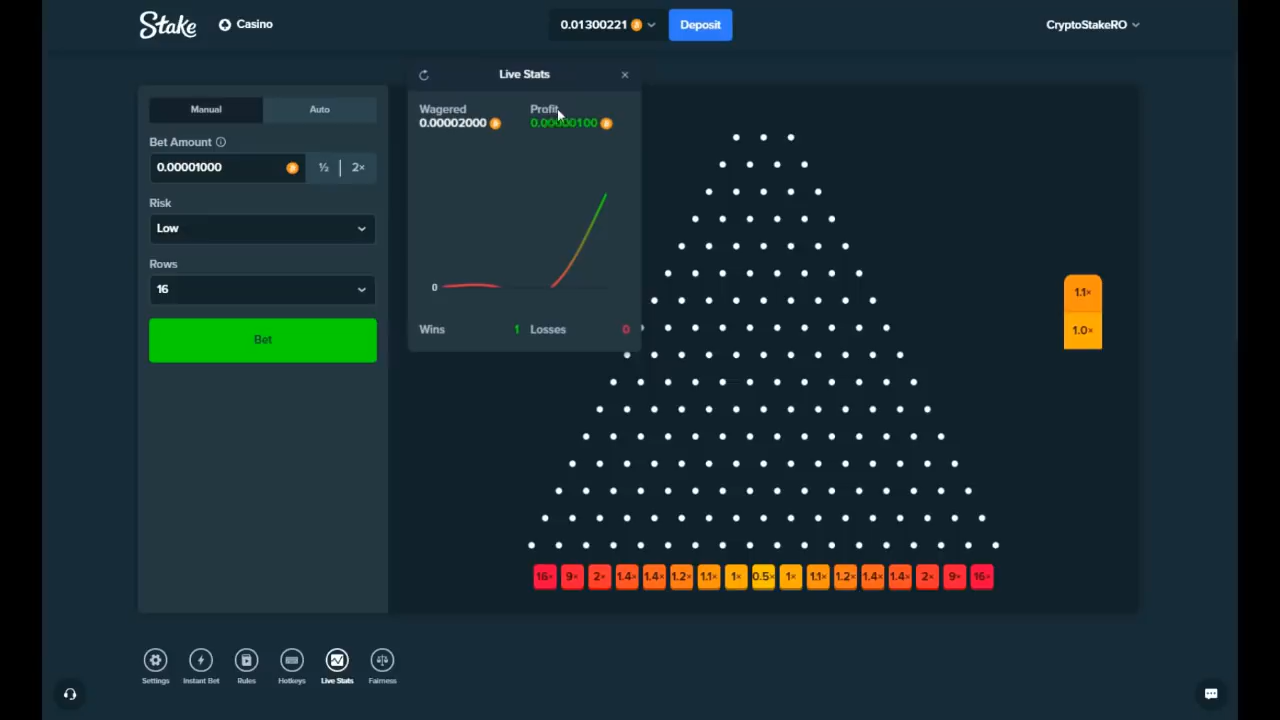 Stake
Casino
0.01300221
Deposit
CryptoStakeRO
Live Stats
Manual
Auto
Wagered
Profit
0.00002000
0.00000100
Bet Amount
0.00001000
½
2×
Risk
Low
Rows
16
Bet
0
Wins
1
Losses
0
1.1×
1.0×
16× 9× 2× 1.4× 1.4× 1.2× 1.1× 1× 0.5× 1× 1.1× 1.2× 1.4× 1.4× 2× 9× 16×
Settings
Instant Bet
Rules
Hotkeys
Live Stats
Fairness